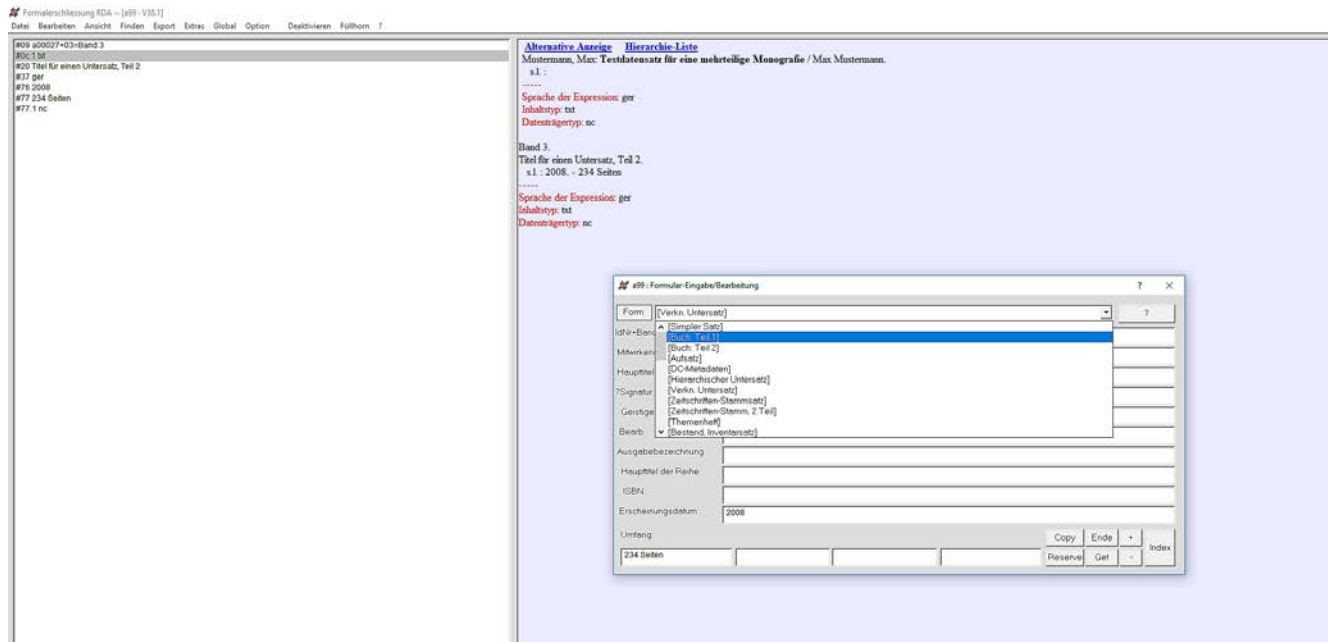 Formalerschliessung RDA -- [a99 - V38.1]
Datei Bearbeiten Ansicht Finden Export Extras Global Option Deaktivieren Füllhorn ?
#09 a00027+03=Band 3
#0c 1 txt
#20 Titel für einen Untersatz, Teil 2
#37 ger
#76 2008
#77 234 Seiten
#77.1 nc
Alternative Anzeige Hierarchie-Liste
Mustermann, Max: Testdatensatz für eine mehrteilige Monografie / Max Mustermann.
s.l. :
-----
Sprache der Expression: ger
Inhaltstyp: txt
Datenträgertyp: nc
Band 3.
Titel für einen Untersatz, Teil 2.
s.l. : 2008. - 234 Seiten
-----
Sprache der Expression: ger
Inhaltstyp: txt
Datenträgertyp: nc
a99 : Formular-Eingabe/Bearbeitung ? ×
Form [Verkn. Untersatz] ?
IdNr+Band
[Simpler Satz]
[Buch: Teil 1]
Mitwirken
[Buch: Teil 2]
[Aufsatz]
Haupttitel
[DC-Metadaten]
[Hierarchischer Untersatz]
?Signatur
[Verkn. Untersatz]
[Zeitschriften-Stammsatz]
Geistige
[Zeitschriften-Stamm, 2.Teil]
[Themenheft]
Bearb
[Bestand, Inventarsatz]
Ausgabebezeichnung
Haupttitel der Reihe
ISBN
Erscheinungsdatum: 2008
Umfang: Copy Ende + Index
234 Seiten Reserve Get -